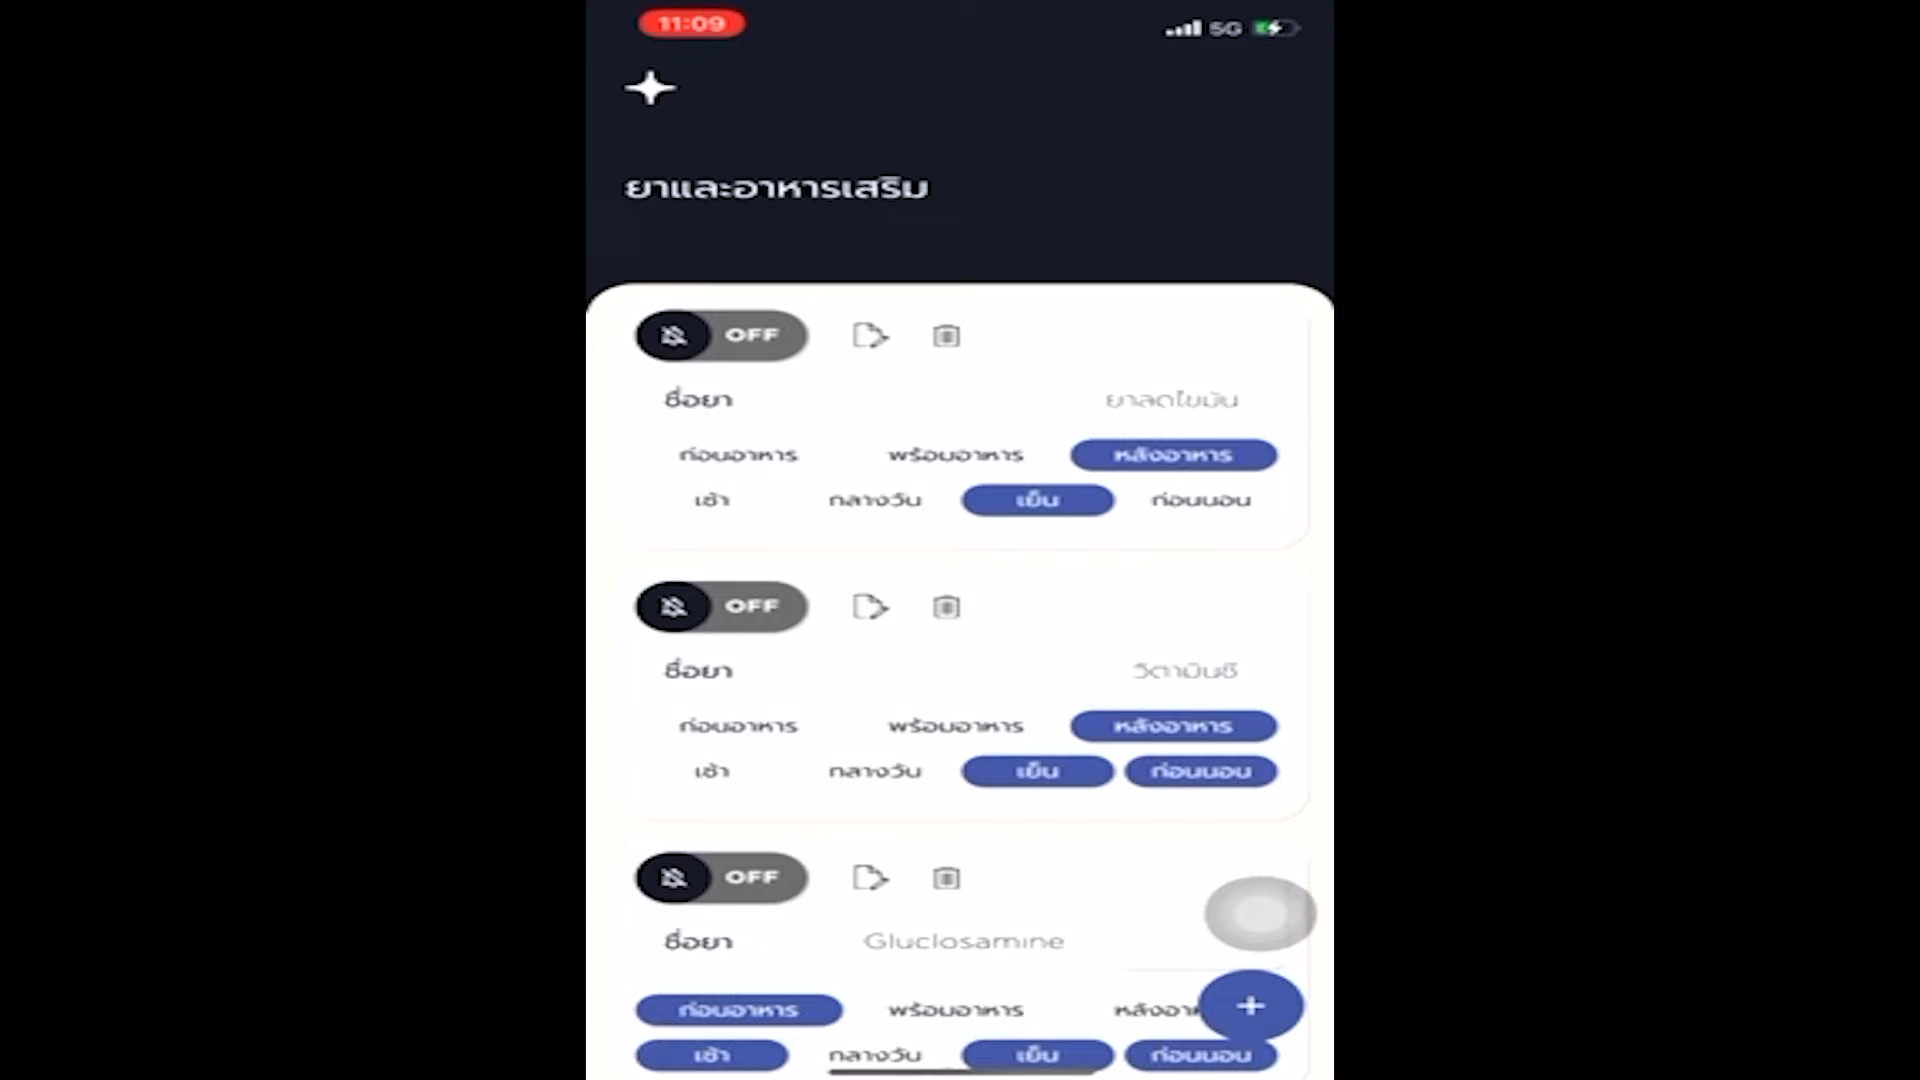 11:09 5G
ยาและอาหารเสริม
OFF
ชื่อยา ยาลดไขมัน
ก่อนอาหาร พร้อมอาหาร หลังอาหาร
เช้า กลางวัน เย็น ก่อนนอน
OFF
ชื่อยา วิตามินซี
ก่อนอาหาร พร้อมอาหาร หลังอาหาร
เช้า กลางวัน เย็น ก่อนนอน
OFF
ชื่อยา Gluclosamine
ก่อนอาหาร พร้อมอาหาร หลังอา
เช้า กลางวัน เย็น ก่อนนอน